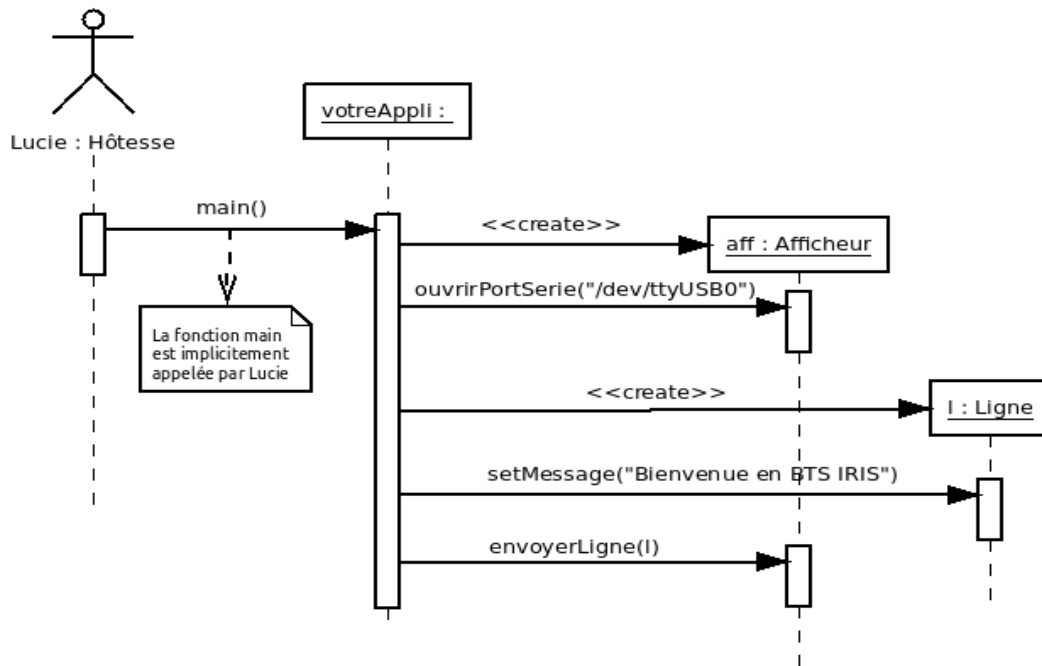 Lucie : Hôtesse
votreAppli :
main()
<<create>>
aff : Afficheur
ouvrirPortSerie("/dev/ttyUSB0")
La fonction main
est implicitement
appelée par Lucie
<<create>>
l : Ligne
setMessage("Bienvenue en BTS IRIS")
envoyerLigne(l)